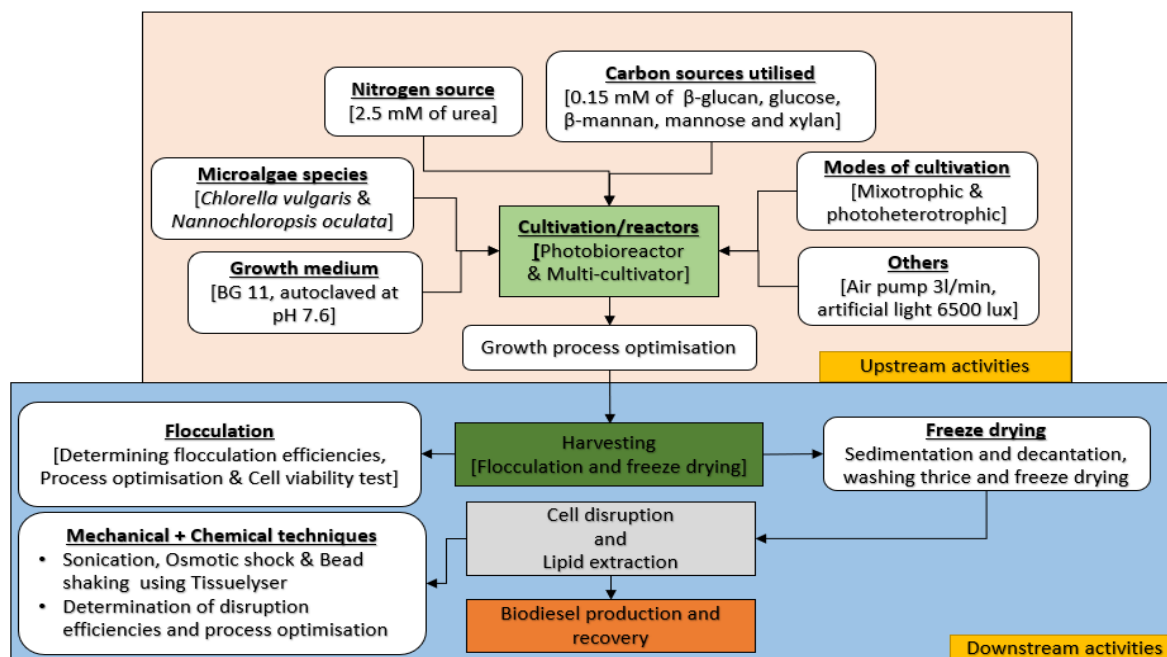 Nitrogen source
[2.5 mM of urea]
Carbon sources utilised
[0.15 mM of β-glucan, glucose,
β-mannan, mannose and xylan]
Microalgae species
[Chlorella vulgaris &
Nannochloropsis oculata]
Modes of cultivation
[Mixotrophic &
photoheterotrophic]
Cultivation/reactors
[Photobioreactor
& Multi-cultivator]
Growth medium
[BG 11, autoclaved at
pH 7.6]
Others
[Air pump 3l/min,
artificial light 6500 lux]
Growth process optimisation
Upstream activities
Flocculation
[Determining flocculation efficiencies,
Process optimisation & Cell viability test]
Harvesting
[Flocculation and freeze drying]
Freeze drying
Sedimentation and decantation,
washing thrice and freeze drying
Mechanical + Chemical techniques
• Sonication, Osmotic shock & Bead
shaking using Tissuelyser
• Determination of disruption
efficiencies and process optimisation
Cell disruption
and
Lipid extraction
Biodiesel production and
recovery
Downstream activities